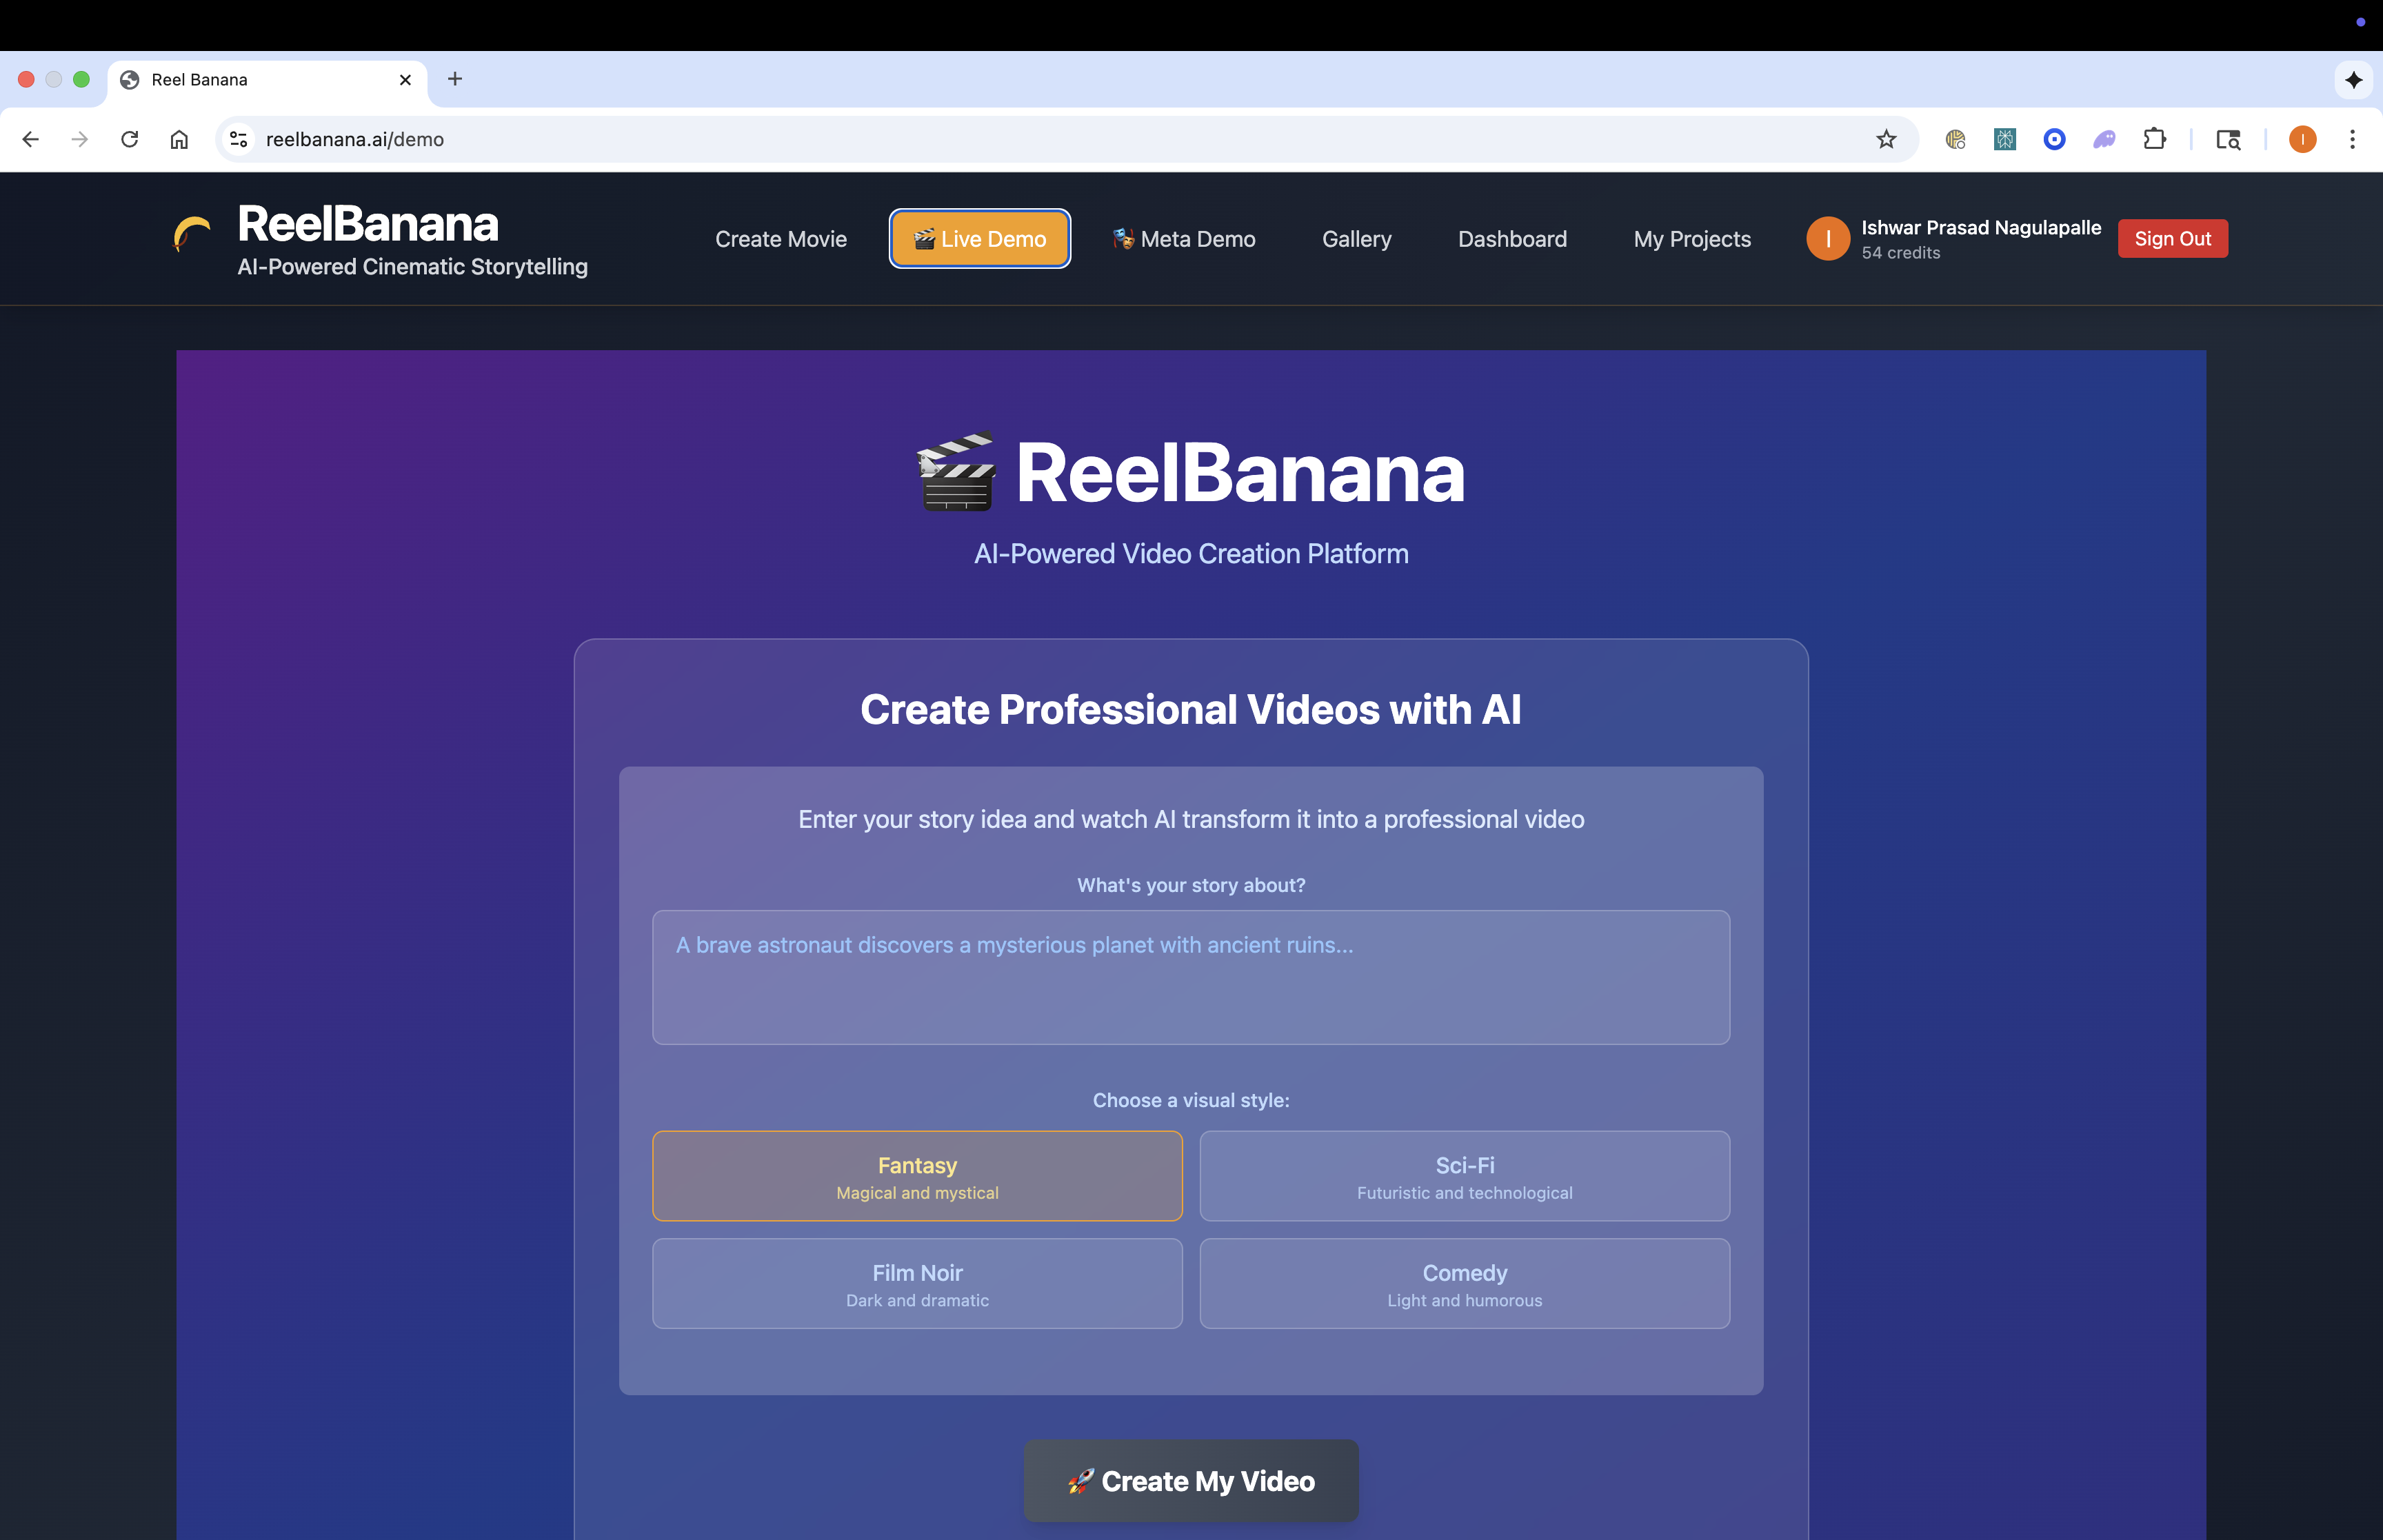 Reel Banana
reelbanana.ai/demo
I
ReelBanana
AI-Powered Cinematic Storytelling
Create Movie
🎬 Live Demo
🎭 Meta Demo
Gallery
Dashboard
My Projects
I
Ishwar Prasad Nagulapalle
54 credits
Sign Out
🎬 ReelBanana
AI-Powered Video Creation Platform
Create Professional Videos with AI
Enter your story idea and watch AI transform it into a professional video
What's your story about?
A brave astronaut discovers a mysterious planet with ancient ruins...
Choose a visual style:
Fantasy
Magical and mystical
Sci-Fi
Futuristic and technological
Film Noir
Dark and dramatic
Comedy
Light and humorous
🚀 Create My Video